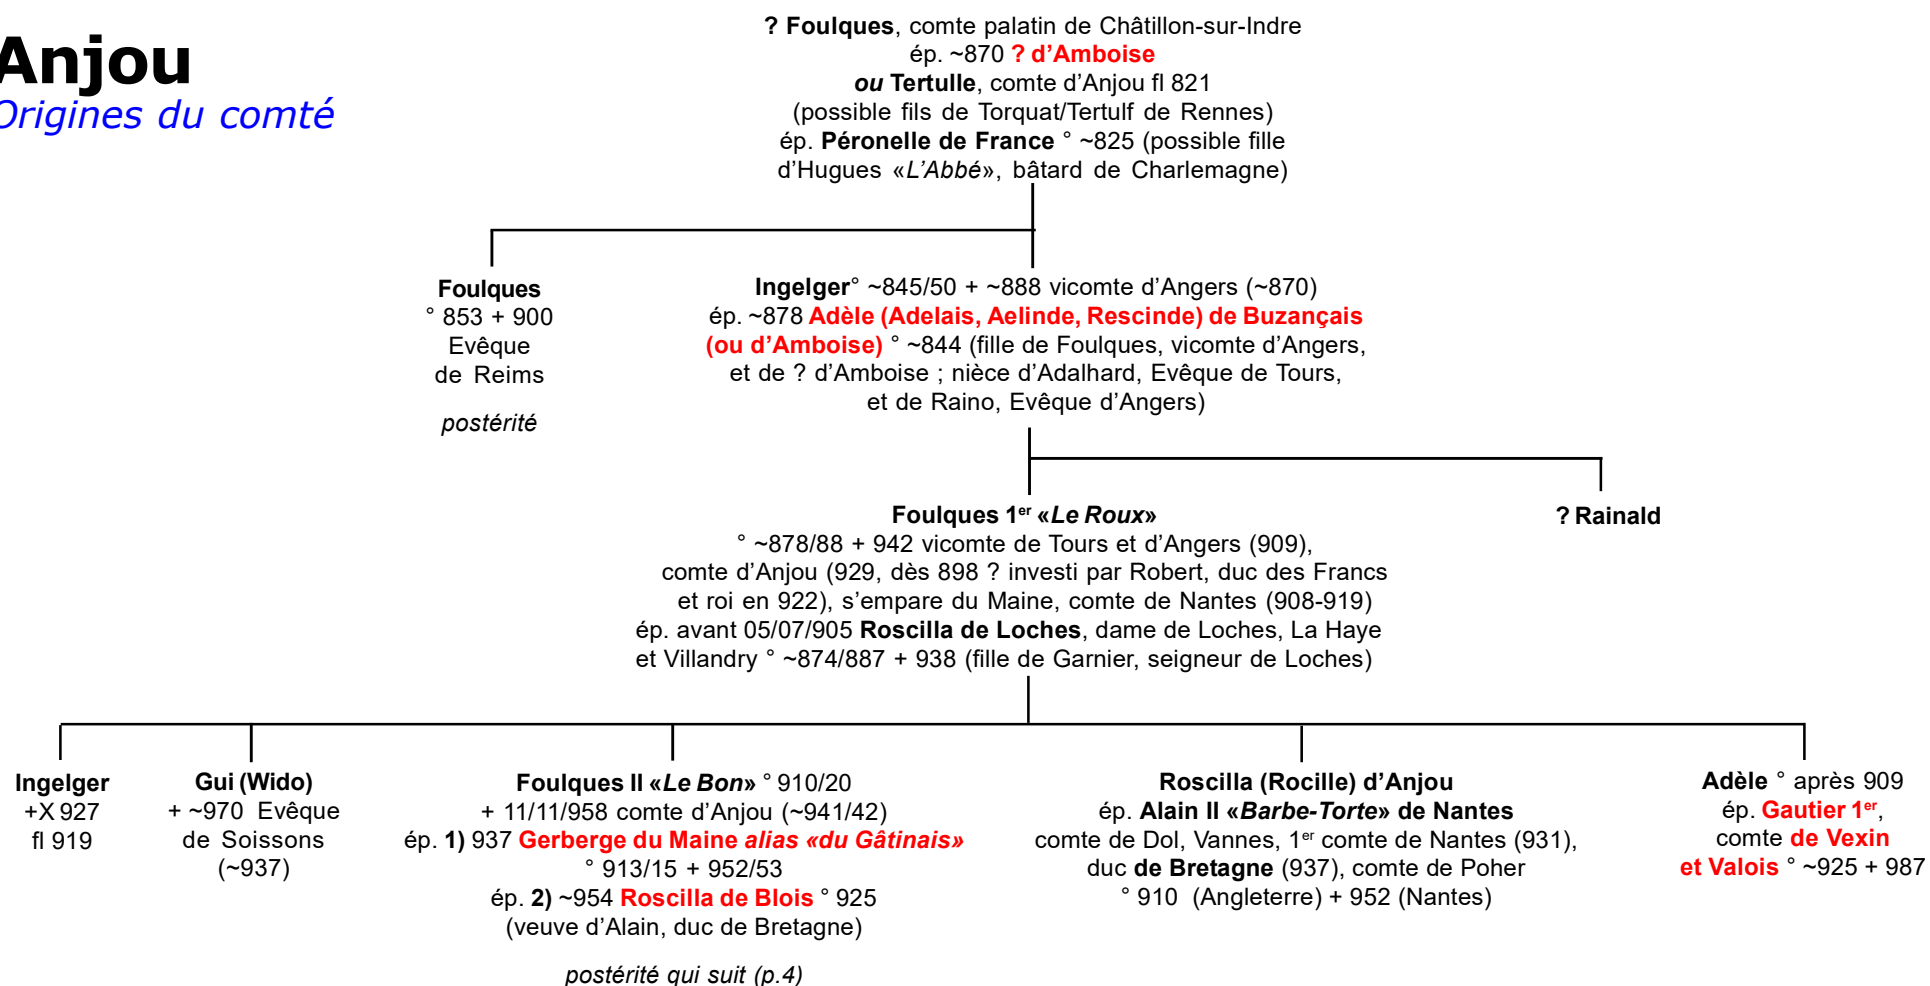 Anjou
Origines du comté
? Foulques, comte palatin de Châtillon-sur-Indre
ép. ~870 ? d’Amboise
ou Tertulle, comte d’Anjou fl 821
(possible fils de Torquat/Tertulf de Rennes)
ép. Péronelle de France ° ~825 (possible fille
d’Hugues «L’Abbé», bâtard de Charlemagne)
Foulques
° 853 + 900
Evêque
de Reims
postérité
Ingelger° ~845/50 + ~888 vicomte d’Angers (~870)
ép. ~878 Adèle (Adelais, Aelinde, Rescinde) de Buzançais
(ou d’Amboise) ° ~844 (fille de Foulques, vicomte d’Angers,
et de ? d’Amboise ; nièce d’Adalhard, Evêque de Tours,
et de Raino, Evêque d’Angers)
Foulques 1er «Le Roux»
° ~878/88 + 942 vicomte de Tours et d’Angers (909),
comte d’Anjou (929, dès 898 ? investi par Robert, duc des Francs
et roi en 922), s’empare du Maine, comte de Nantes (908-919)
ép. avant 05/07/905 Roscilla de Loches, dame de Loches, La Haye
et Villandry ° ~874/887 + 938 (fille de Garnier, seigneur de Loches)
? Rainald
Ingelger
+X 927
fl 919
Gui (Wido)
+ ~970 Evêque
de Soissons
(~937)
Foulques II «Le Bon» ° 910/20
+ 11/11/958 comte d’Anjou (~941/42)
ép. 1) 937 Gerberge du Maine alias «du Gâtinais»
° 913/15 + 952/53
ép. 2) ~954 Roscilla de Blois ° 925
(veuve d’Alain, duc de Bretagne)
postérité qui suit (p.4)
Roscilla (Rocille) d’Anjou
ép. Alain II «Barbe-Torte» de Nantes
comte de Dol, Vannes, 1er comte de Nantes (931),
duc de Bretagne (937), comte de Poher
° 910 (Angleterre) + 952 (Nantes)
Adèle ° après 909
ép. Gautier 1er,
comte de Vexin
et Valois ° ~925 + 987